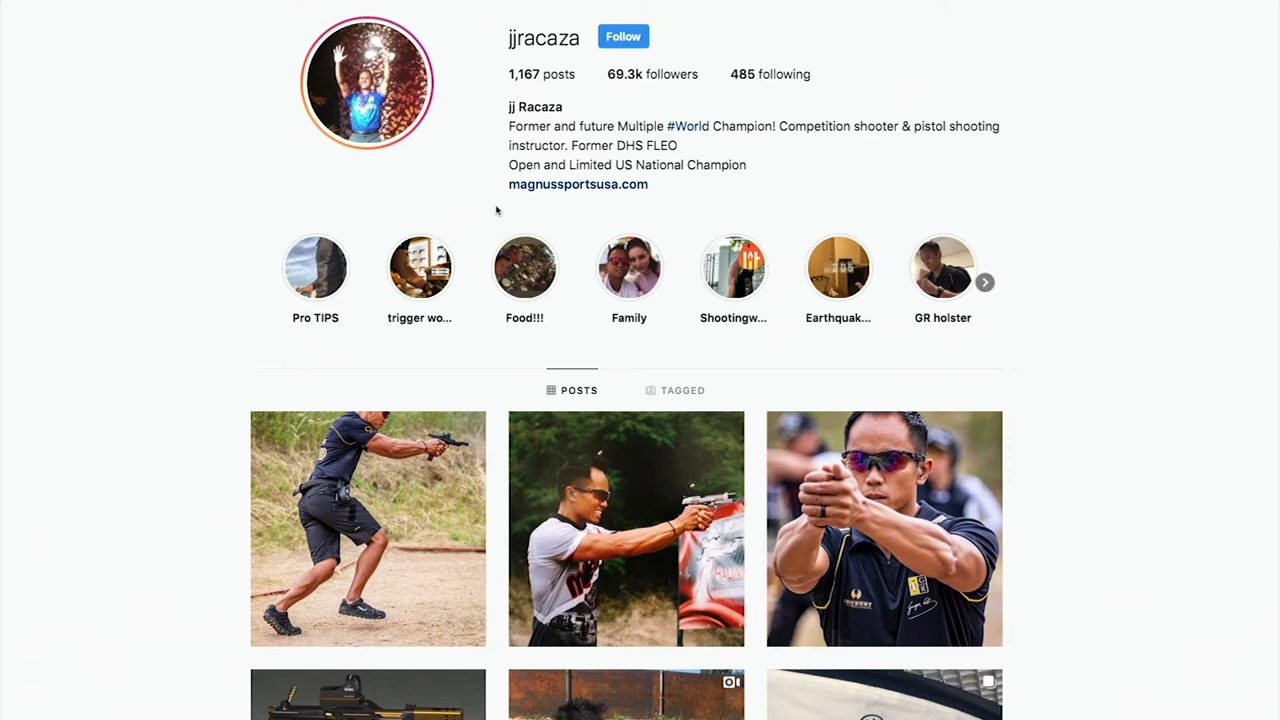 jjracaza Follow
1,167 posts 69.3k followers 485 following
jj Racaza
Former and future Multiple #World Champion! Competition shooter & pistol shooting
instructor. Former DHS FLEO
Open and Limited US National Champion
magnussportsusa.com
Pro TIPS trigger wo... Food!!! Family Shootingw... Earthquak... GR holster
POSTS TAGGED